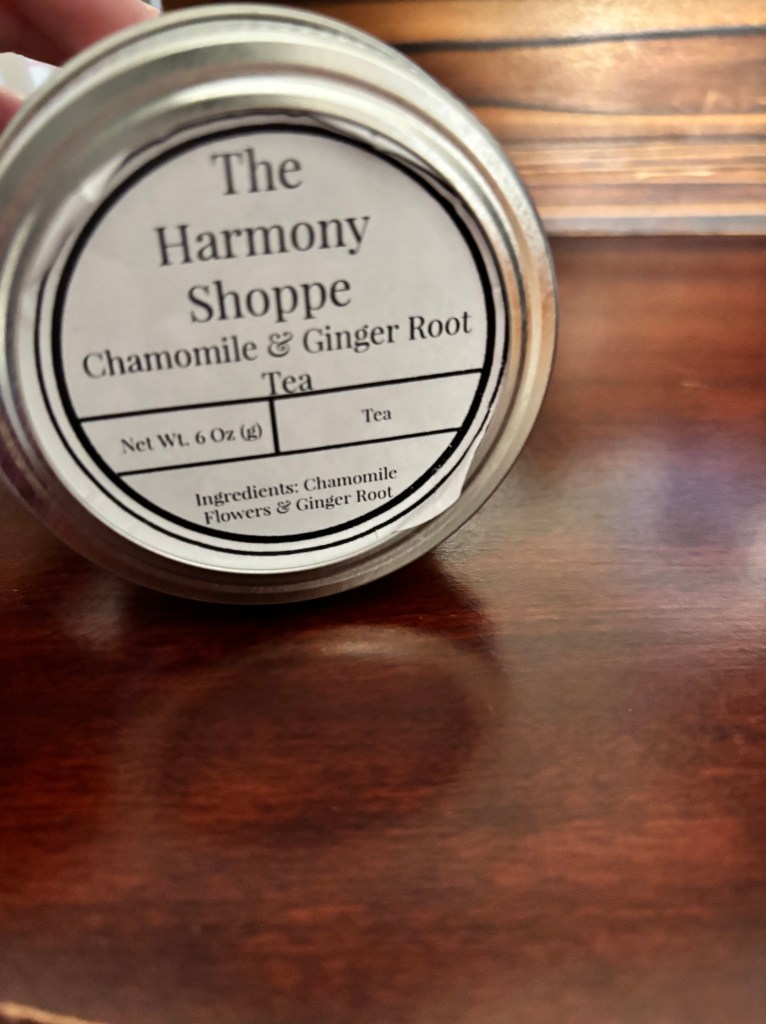 The
Harmony
Shoppe
Chamomile & Ginger Root
Tea
Net Wt. 6 Oz (g)
Tea
Ingredients: Chamomile
Flowers & Ginger Root